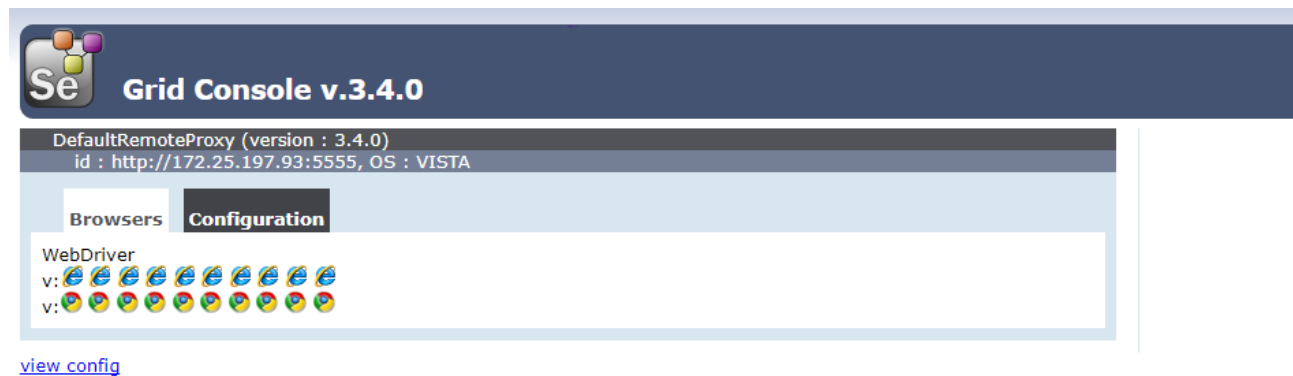 Se
Grid Console v.3.4.0
DefaultRemoteProxy (version : 3.4.0)
id : http://172.25.197.93:5555, OS : VISTA
Browsers Configuration
WebDriver
v:
v:
view config